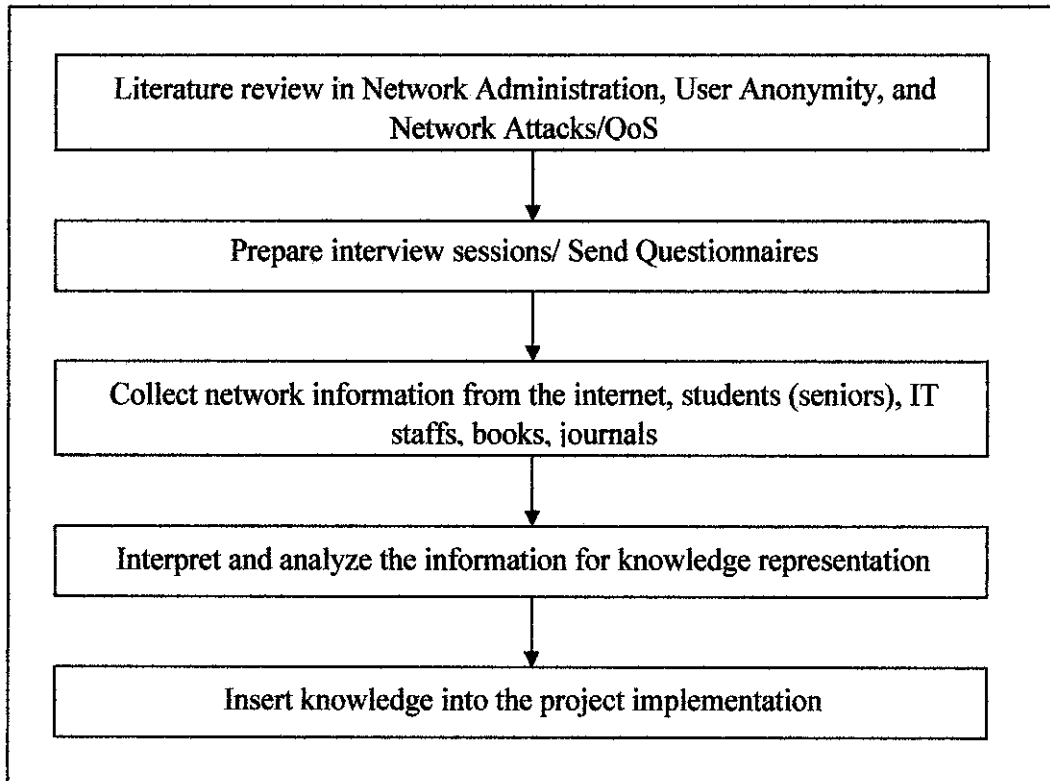 Literature review in Network Administration, User Anonymity, and
Network Attacks/QoS
Prepare interview sessions/ Send Questionnaires
Collect network information from the internet, students (seniors), IT
staffs, books, journals
Interpret and analyze the information for knowledge representation
Insert knowledge into the project implementation